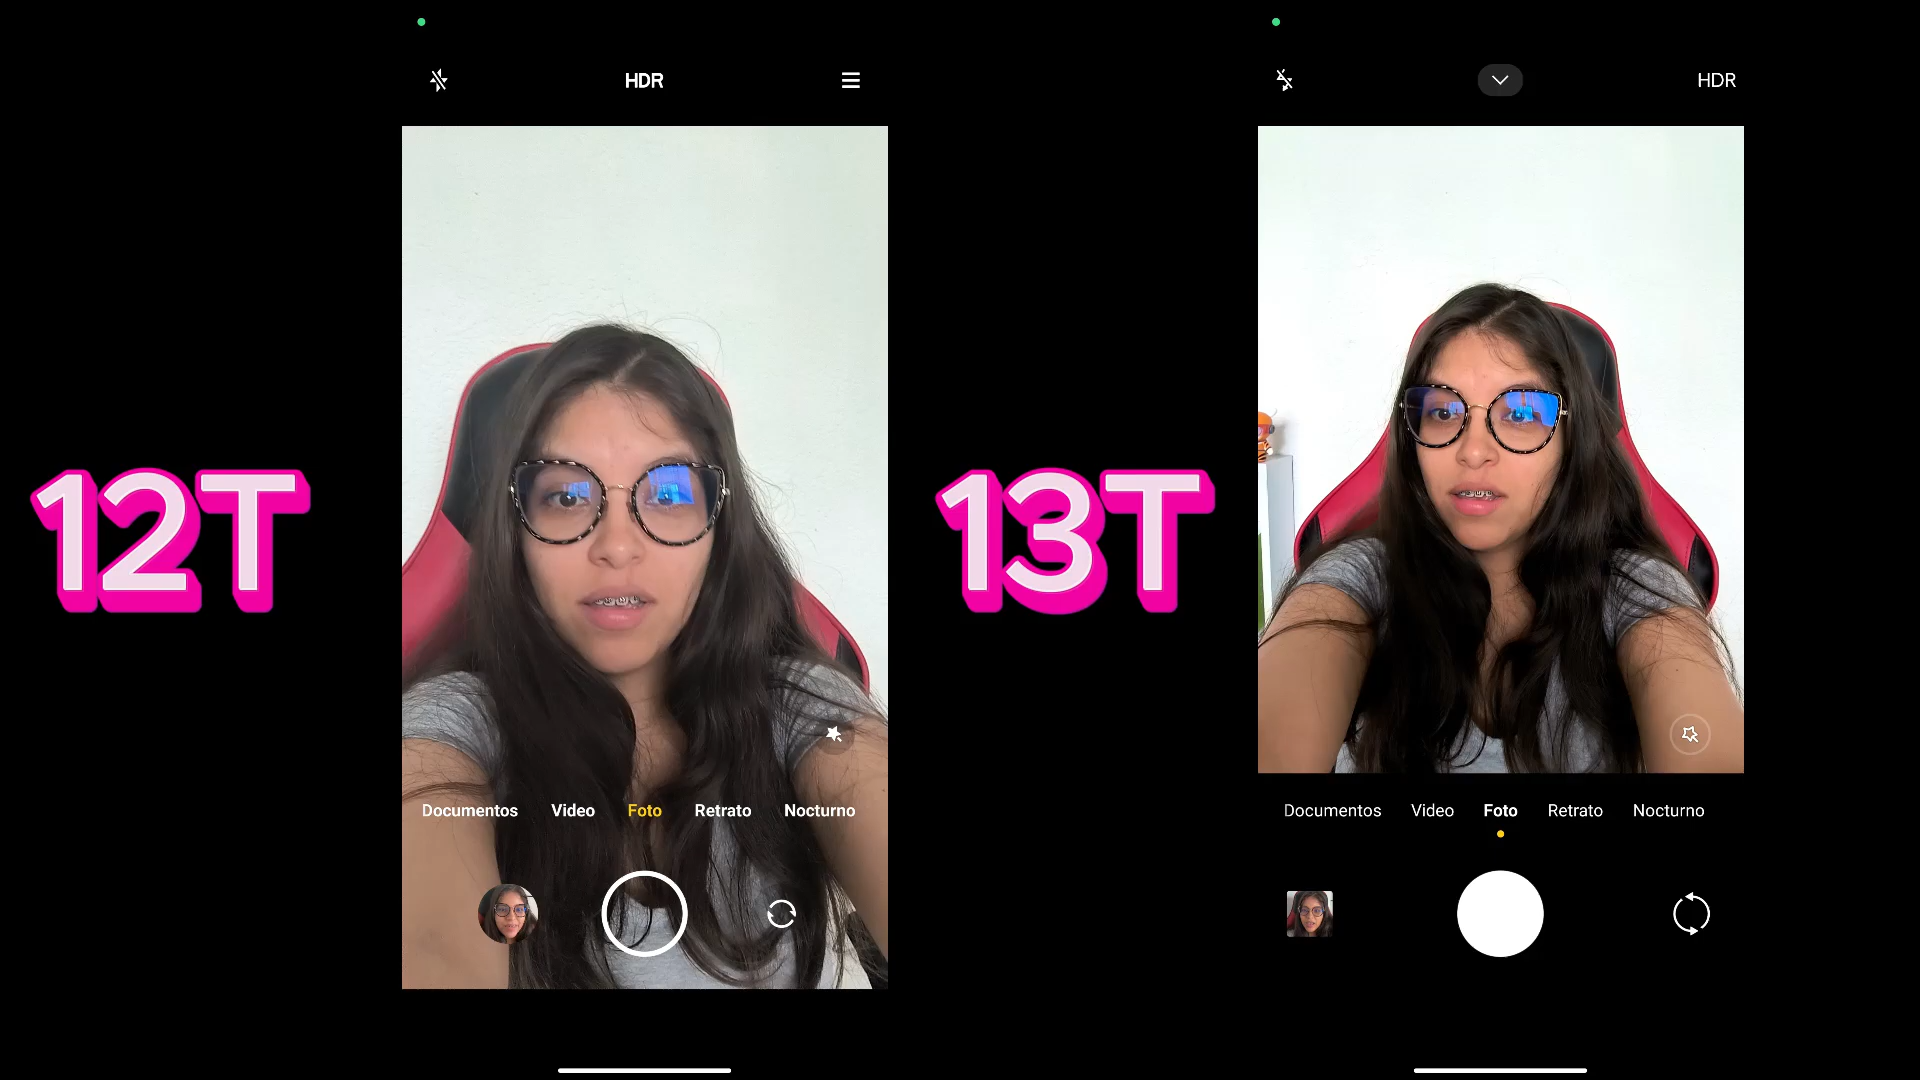 12T
HDR
Documentos Video Foto Retrato Nocturno
13T
HDR
Documentos Video Foto Retrato Nocturno